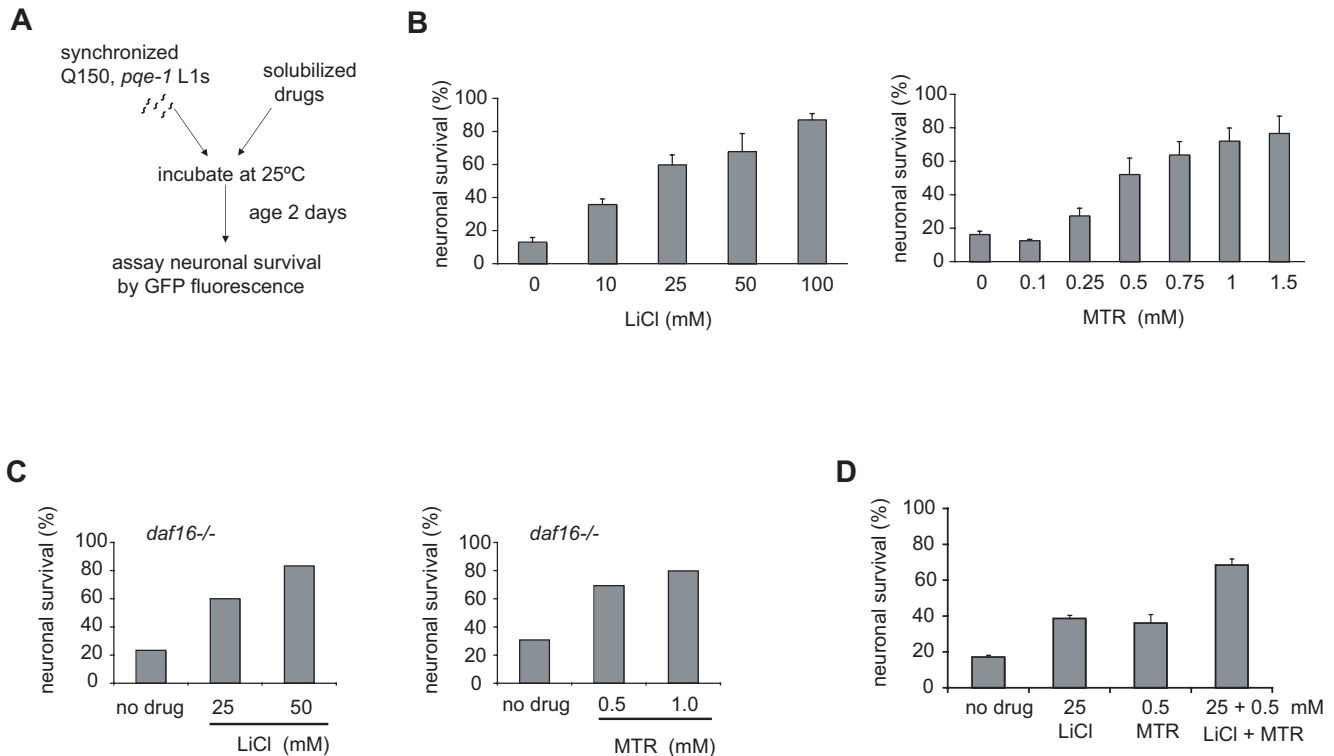 A
synchronized
Q150, pqe-1 L1s
solubilized
drugs
incubate at 25ºC
age 2 days
assay neuronal survival
by GFP fluorescence
B
neuronal survival (%)
100
80
60
40
20
0
0 10 25 50 100
LiCl (mM)
neuronal survival (%)
100
80
60
40
20
0
0 0.1 0.25 0.5 0.75 1 1.5
MTR (mM)
C
daf16-/-
neuronal survival (%)
100
80
60
40
20
0
no drug 25 50
LiCl (mM)
daf16-/-
neuronal survival (%)
100
80
60
40
20
0
no drug 0.5 1.0
MTR (mM)
D
neuronal survival (%)
100
80
60
40
20
0
no drug 25 0.5 25 + 0.5 mM
LiCl MTR LiCl + MTR